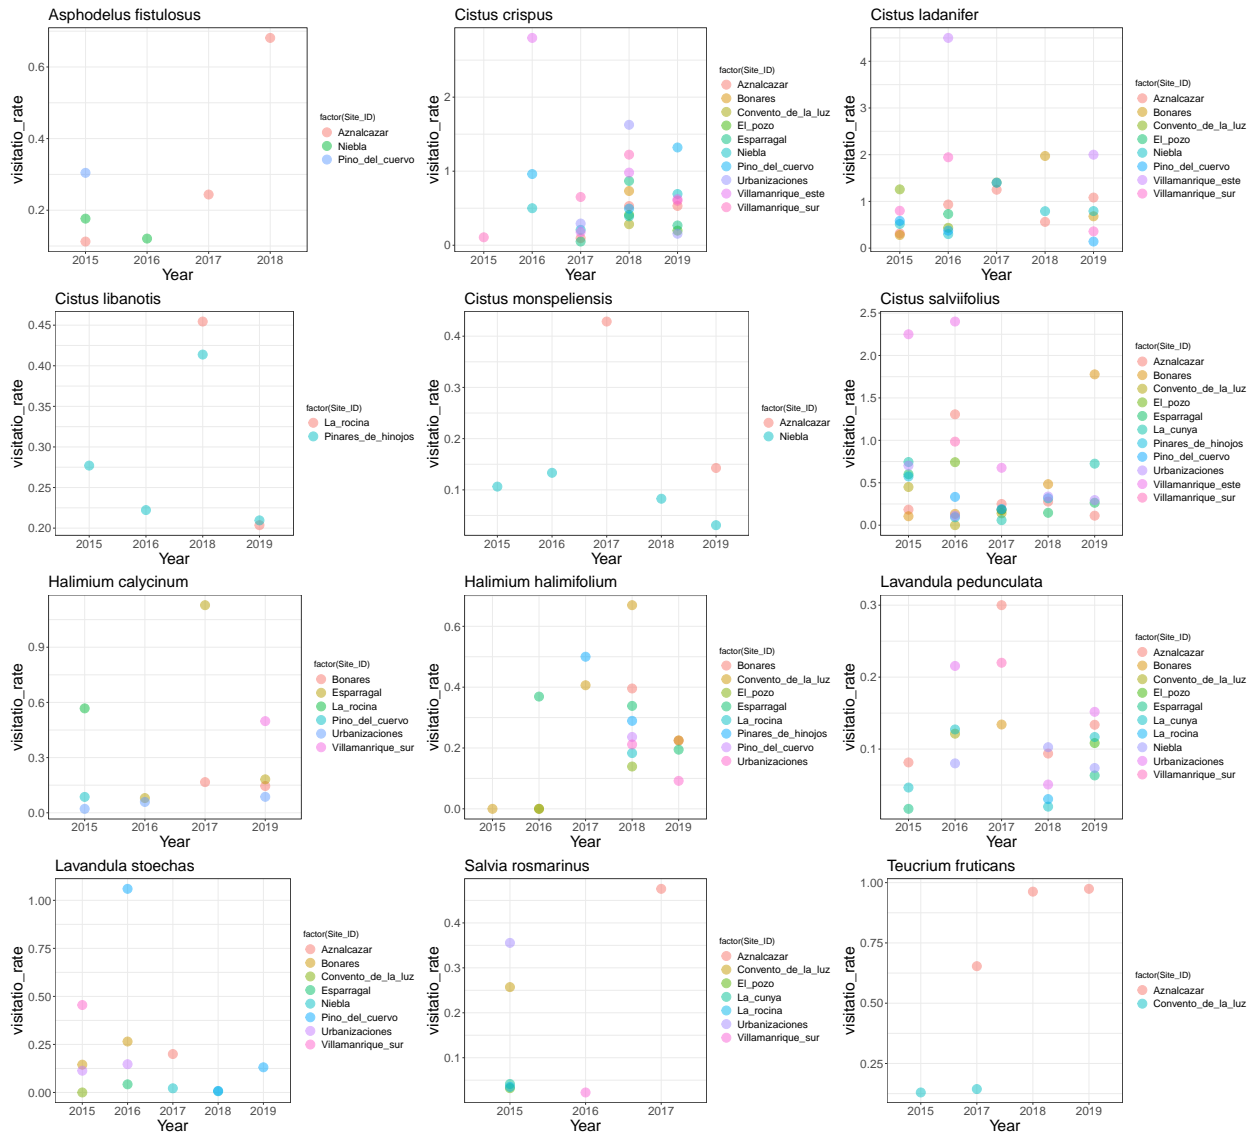 Asphodelus fistulosus
visitatio_rate
0.6
0.4
0.2
2015 2016 2017 2018
Year
factor(Site_ID)
Aznalcazar
Niebla
Pino_del_cuervo
Cistus crispus
visitatio_rate
2
1
0
2015 2016 2017 2018 2019
Year
factor(Site_ID)
Aznalcazar
Bonares
Convento_de_la_luz
El_pozo
Esparragal
Niebla
Pino_del_cuervo
Urbanizaciones
Villamanrique_este
Villamanrique_sur
Cistus ladanifer
visitatio_rate
4
3
2
1
0
2015 2016 2017 2018 2019
Year
factor(Site_ID)
Aznalcazar
Bonares
Convento_de_la_luz
El_pozo
Niebla
Pino_del_cuervo
Villamanrique_este
Villamanrique_sur
Cistus libanotis
visitatio_rate
0.45
0.40
0.35
0.30
0.25
0.20
2015 2016 2018 2019
Year
factor(Site_ID)
La_rocina
Pinares_de_hinojos
Cistus monspeliensis
visitatio_rate
0.4
0.3
0.2
0.1
2015 2016 2017 2018 2019
Year
factor(Site_ID)
Aznalcazar
Niebla
Cistus salviifolius
visitatio_rate
2.5
2.0
1.5
1.0
0.5
0.0
2015 2016 2017 2018 2019
Year
factor(Site_ID)
Aznalcazar
Bonares
Convento_de_la_luz
El_pozo
Esparragal
La_cunya
Pinares_de_hinojos
Pino_del_cuervo
Urbanizaciones
Villamanrique_este
Villamanrique_sur
Halimium calycinum
visitatio_rate
0.9
0.6
0.3
0.0
2015 2016 2017 2019
Year
factor(Site_ID)
Bonares
Esparragal
La_rocina
Pino_del_cuervo
Urbanizaciones
Villamanrique_sur
Halimium halimifolium
visitatio_rate
0.6
0.4
0.2
0.0
2015 2016 2017 2018 2019
Year
factor(Site_ID)
Bonares
Convento_de_la_luz
El_pozo
Esparragal
La_rocina
Pinares_de_hinojos
Pino_del_cuervo
Urbanizaciones
Lavandula pedunculata
visitatio_rate
0.3
0.2
0.1
2015 2016 2017 2018 2019
Year
factor(Site_ID)
Aznalcazar
Bonares
Convento_de_la_luz
El_pozo
Esparragal
La_cunya
La_rocina
Niebla
Urbanizaciones
Villamanrique_sur
Lavandula stoechas
visitatio_rate
1.00
0.75
0.50
0.25
0.00
2015 2016 2017 2018 2019
Year
factor(Site_ID)
Aznalcazar
Bonares
Convento_de_la_luz
Esparragal
Niebla
Pino_del_cuervo
Urbanizaciones
Villamanrique_sur
Salvia rosmarinus
visitatio_rate
0.4
0.3
0.2
0.1
2015 2016 2017
Year
factor(Site_ID)
Aznalcazar
Convento_de_la_luz
El_pozo
La_cunya
La_rocina
Urbanizaciones
Villamanrique_sur
Teucrium fruticans
visitatio_rate
1.00
0.75
0.50
0.25
2015 2017 2018 2019
Year
factor(Site_ID)
Aznalcazar
Convento_de_la_luz